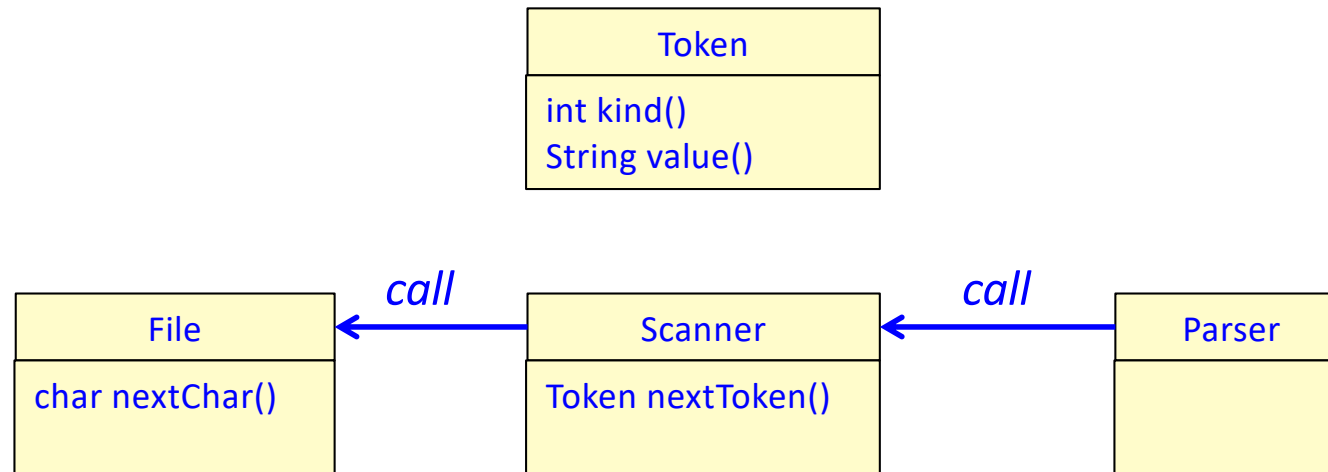 Token
int kind()
String value()
call
call
File
Scanner
Parser
char nextChar()
Token nextToken()